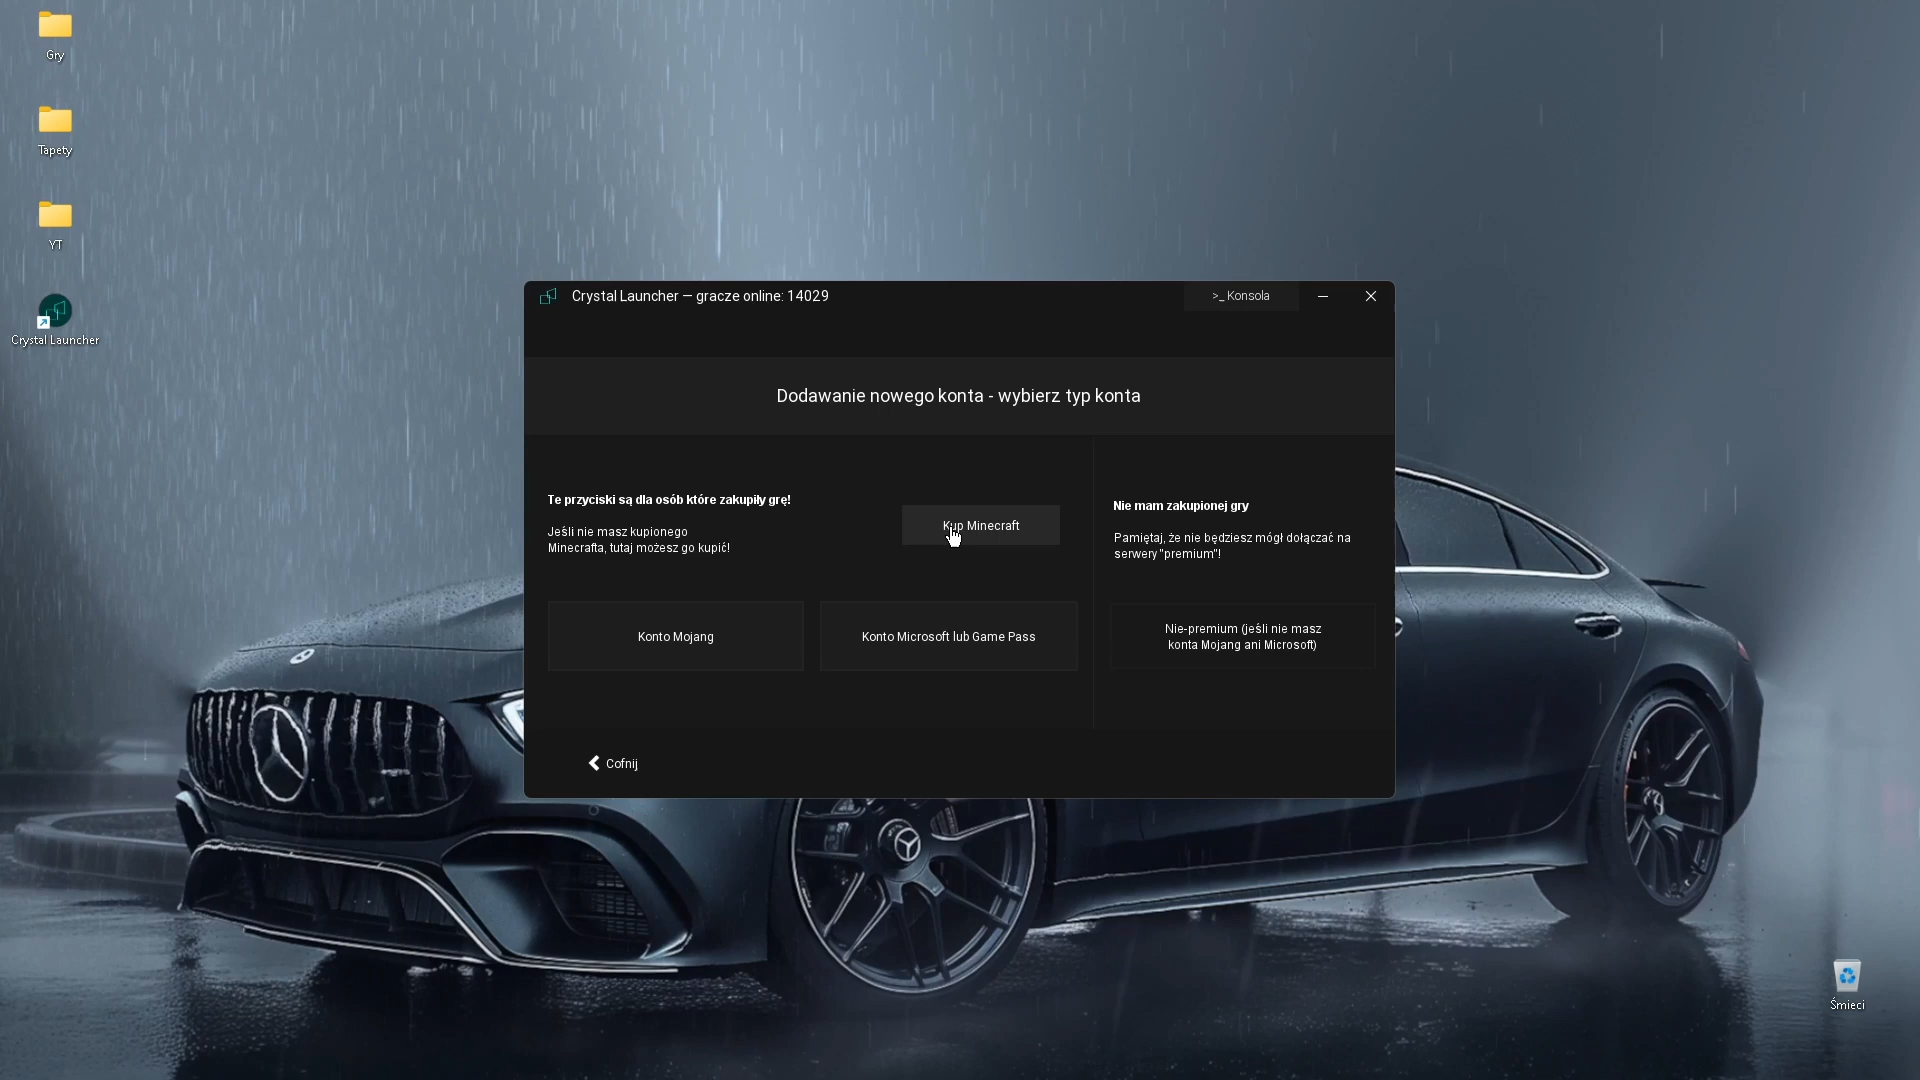 Gry
Tapety
YT
Crystal Launcher
Crystal Launcher — gracze online: 14029
>_ Konsola
Dodawanie nowego konta - wybierz typ konta
Te przyciski są dla osób które zakupiły grę!
Jeśli nie masz kupionego
Minecrafta, tutaj możesz go kupić!
Kup Minecraft
Konto Mojang
Konto Microsoft lub Game Pass
Nie mam zakupionej gry
Pamiętaj, że nie będziesz mógł dołączać na
serwery "premium"!
Nie-premium (jeśli nie masz
konta Mojang ani Microsoft)
Cofnij
Śmieci